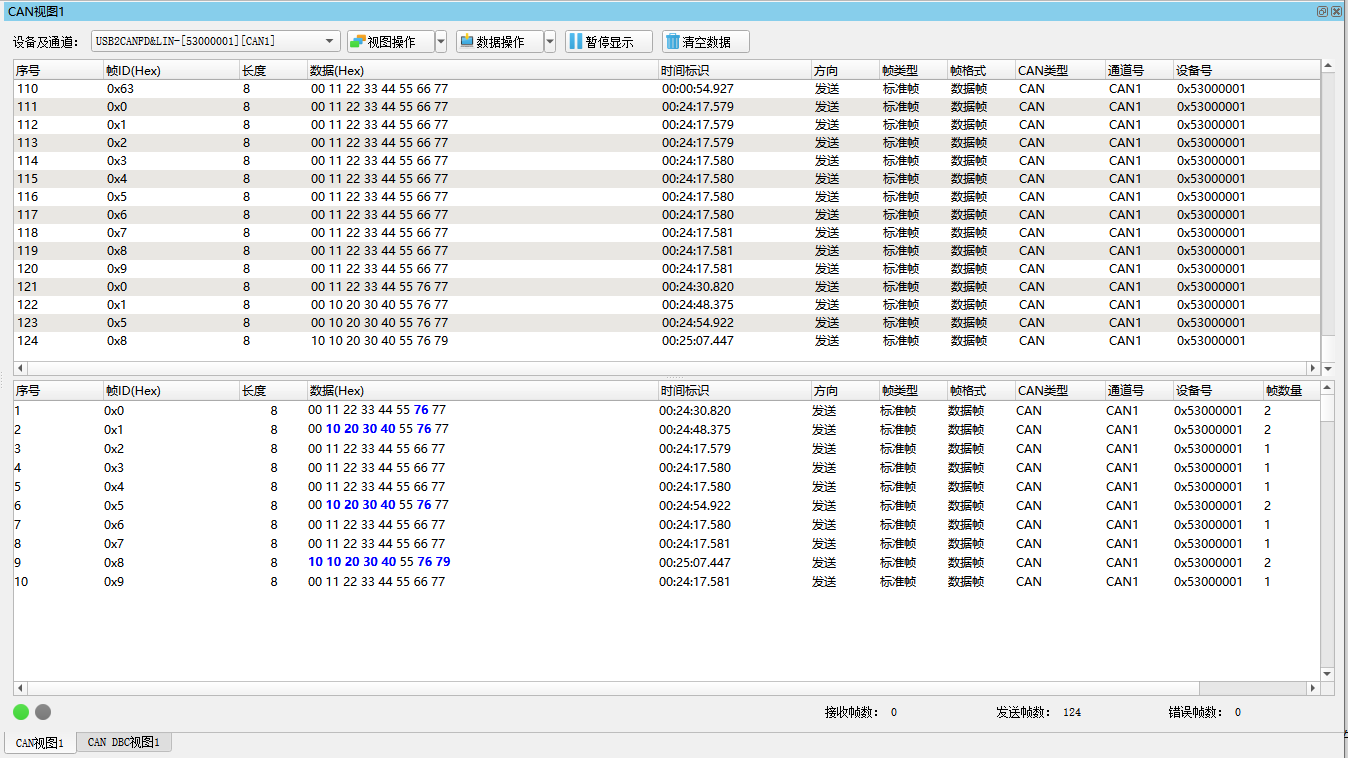 CAN视图1
设备及通道： USB2CANFD&LIN-[53000001][CAN1] 视图操作 数据操作 暂停显示 清空数据
序号 帧ID(Hex) 长度 数据(Hex) 时间标识 方向 帧类型 帧格式 CAN类型 通道号 设备号
110 0x63 8 00 11 22 33 44 55 66 77 00:00:54.927 发送 标准帧 数据帧 CAN CAN1 0x53000001
111 0x0 8 00 11 22 33 44 55 66 77 00:24:17.579 发送 标准帧 数据帧 CAN CAN1 0x53000001
112 0x1 8 00 11 22 33 44 55 66 77 00:24:17.579 发送 标准帧 数据帧 CAN CAN1 0x53000001
113 0x2 8 00 11 22 33 44 55 66 77 00:24:17.579 发送 标准帧 数据帧 CAN CAN1 0x53000001
114 0x3 8 00 11 22 33 44 55 66 77 00:24:17.580 发送 标准帧 数据帧 CAN CAN1 0x53000001
115 0x4 8 00 11 22 33 44 55 66 77 00:24:17.580 发送 标准帧 数据帧 CAN CAN1 0x53000001
116 0x5 8 00 11 22 33 44 55 66 77 00:24:17.580 发送 标准帧 数据帧 CAN CAN1 0x53000001
117 0x6 8 00 11 22 33 44 55 66 77 00:24:17.580 发送 标准帧 数据帧 CAN CAN1 0x53000001
118 0x7 8 00 11 22 33 44 55 66 77 00:24:17.581 发送 标准帧 数据帧 CAN CAN1 0x53000001
119 0x8 8 00 11 22 33 44 55 66 77 00:24:17.581 发送 标准帧 数据帧 CAN CAN1 0x53000001
120 0x9 8 00 11 22 33 44 55 66 77 00:24:17.581 发送 标准帧 数据帧 CAN CAN1 0x53000001
121 0x0 8 00 11 22 33 44 55 76 77 00:24:30.820 发送 标准帧 数据帧 CAN CAN1 0x53000001
122 0x1 8 00 10 20 30 40 55 76 77 00:24:48.375 发送 标准帧 数据帧 CAN CAN1 0x53000001
123 0x5 8 00 10 20 30 40 55 76 77 00:24:54.922 发送 标准帧 数据帧 CAN CAN1 0x53000001
124 0x8 8 10 10 20 30 40 55 76 79 00:25:07.447 发送 标准帧 数据帧 CAN CAN1 0x53000001
序号 帧ID(Hex) 长度 数据(Hex) 时间标识 方向 帧类型 帧格式 CAN类型 通道号 设备号 帧数量
1 0x0 8 00 11 22 33 44 55 76 77 00:24:30.820 发送 标准帧 数据帧 CAN CAN1 0x53000001 2
2 0x1 8 00 10 20 30 40 55 76 77 00:24:48.375 发送 标准帧 数据帧 CAN CAN1 0x53000001 2
3 0x2 8 00 11 22 33 44 55 66 77 00:24:17.579 发送 标准帧 数据帧 CAN CAN1 0x53000001 1
4 0x3 8 00 11 22 33 44 55 66 77 00:24:17.580 发送 标准帧 数据帧 CAN CAN1 0x53000001 1
5 0x4 8 00 11 22 33 44 55 66 77 00:24:17.580 发送 标准帧 数据帧 CAN CAN1 0x53000001 1
6 0x5 8 00 10 20 30 40 55 76 77 00:24:54.922 发送 标准帧 数据帧 CAN CAN1 0x53000001 2
7 0x6 8 00 11 22 33 44 55 66 77 00:24:17.580 发送 标准帧 数据帧 CAN CAN1 0x53000001 1
8 0x7 8 00 11 22 33 44 55 66 77 00:24:17.581 发送 标准帧 数据帧 CAN CAN1 0x53000001 1
9 0x8 8 10 10 20 30 40 55 76 79 00:25:07.447 发送 标准帧 数据帧 CAN CAN1 0x53000001 2
10 0x9 8 00 11 22 33 44 55 66 77 00:24:17.581 发送 标准帧 数据帧 CAN CAN1 0x53000001 1
接收帧数： 0 发送帧数： 124 错误帧数： 0
CAN视图1 CAN DBC视图1